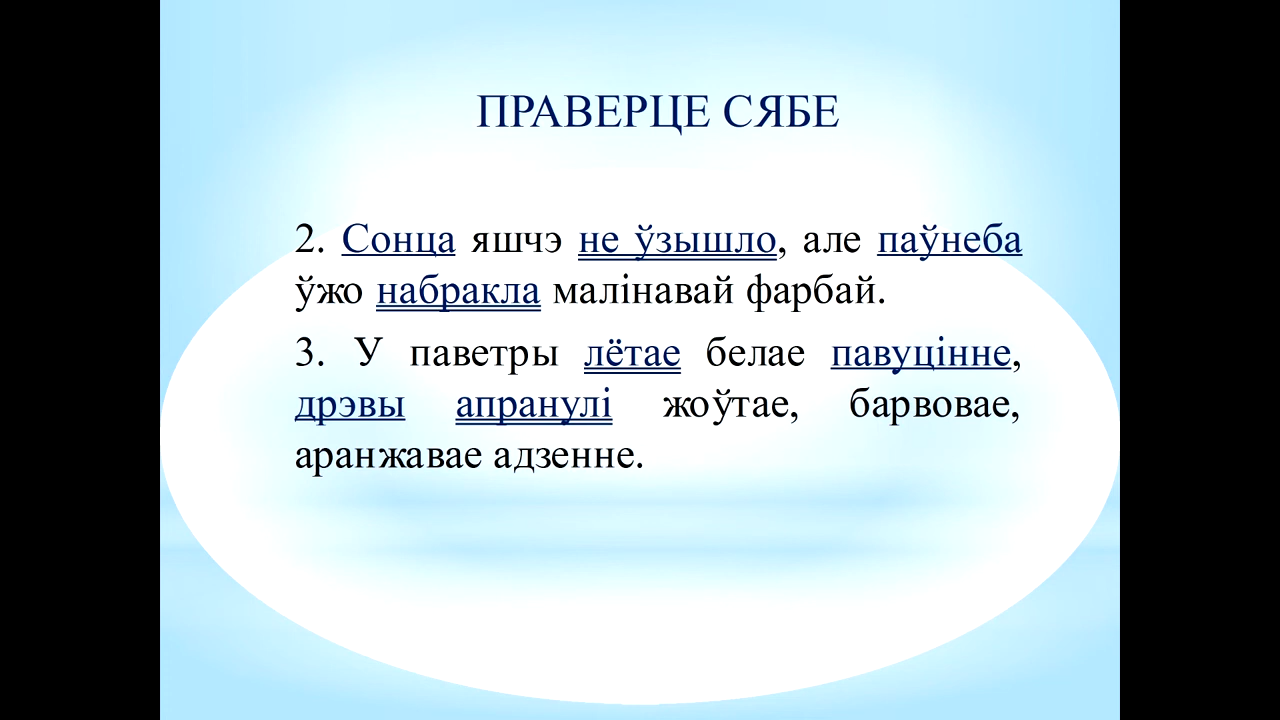 ПРАВЕРЦЕ СЯБЕ
2. Сонца яшчэ не ўзышло, але паўнеба
ўжо набракла малінавай фарбай.
3. У паветры лётае белае павуцінне,
дрэвы апранулі жоўтае, барвовае,
аранжавае адзенне.